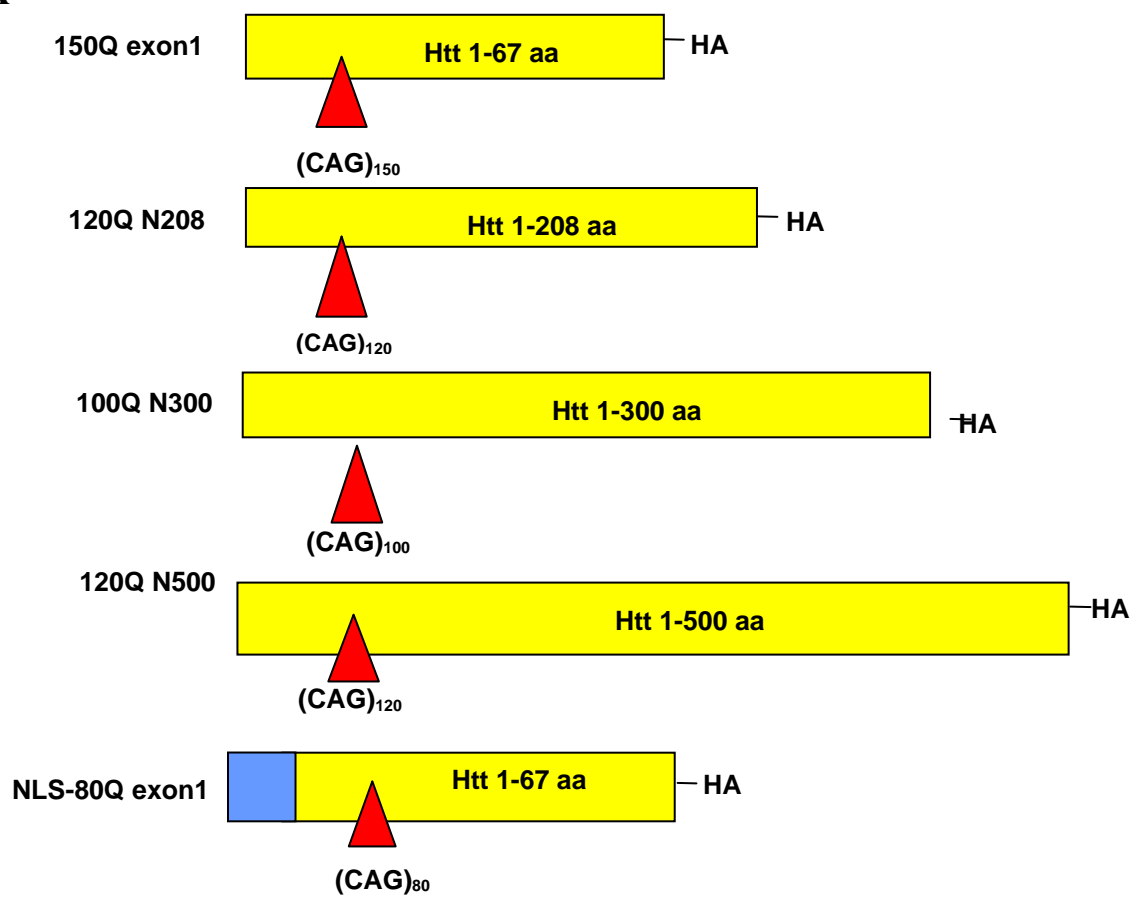 150Q exon1 Htt 1-67 aa HA
(CAG)150
120Q N208 Htt 1-208 aa HA
(CAG)120
100Q N300 Htt 1-300 aa HA
(CAG)100
120Q N500 Htt 1-500 aa HA
(CAG)120
NLS-80Q exon1 Htt 1-67 aa HA
(CAG)80